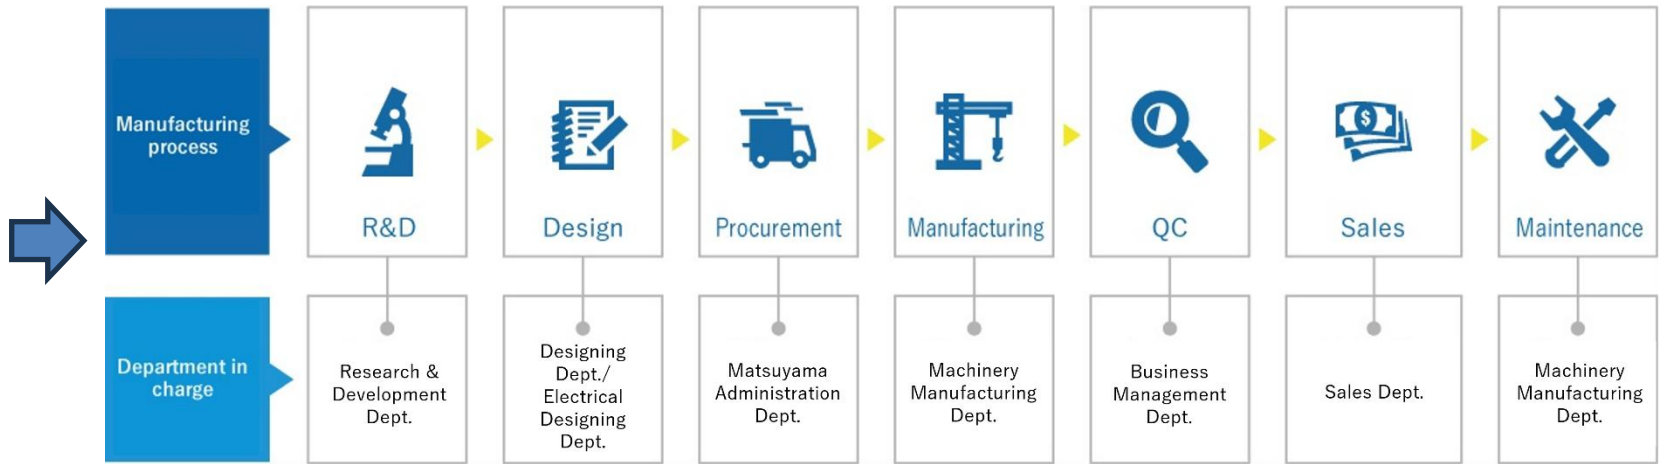 Manufacturing
process
R&D
Design
Procurement
Manufacturing
QC
$
Sales
Maintenance
Department in
charge
Research &
Development
Dept.
Designing
Dept./
Electrical
Designing
Dept.
Matsuyama
Administration
Dept.
Machinery
Manufacturing
Dept.
Business
Management
Dept.
Sales Dept.
Machinery
Manufacturing
Dept.